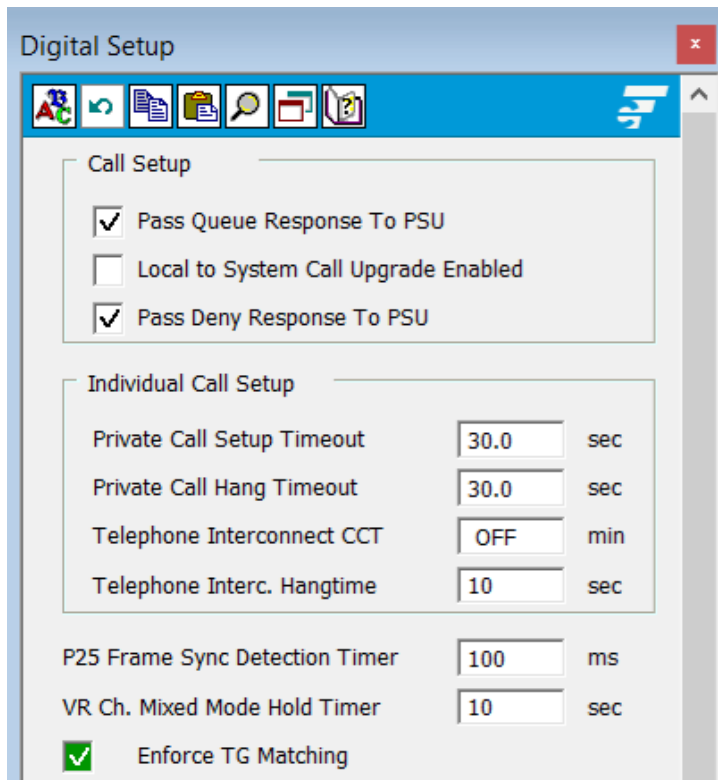 Digital Setup
x
ABC
?
Call Setup
Pass Queue Response To PSU
Local to System Call Upgrade Enabled
Pass Deny Response To PSU
Individual Call Setup
Private Call Setup Timeout 30.0 sec
Private Call Hang Timeout 30.0 sec
Telephone Interconnect CCT OFF min
Telephone Interc. Hangtime 10 sec
P25 Frame Sync Detection Timer 100 ms
VR Ch. Mixed Mode Hold Timer 10 sec
Enforce TG Matching